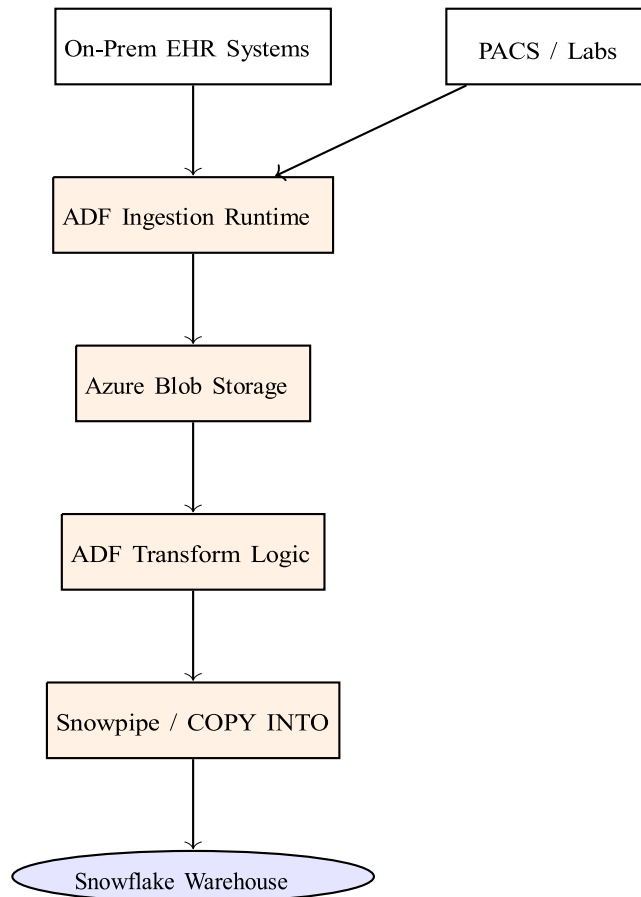 On-Prem EHR Systems
PACS / Labs
ADF Ingestion Runtime
Azure Blob Storage
ADF Transform Logic
Snowpipe / COPY INTO
Snowflake Warehouse